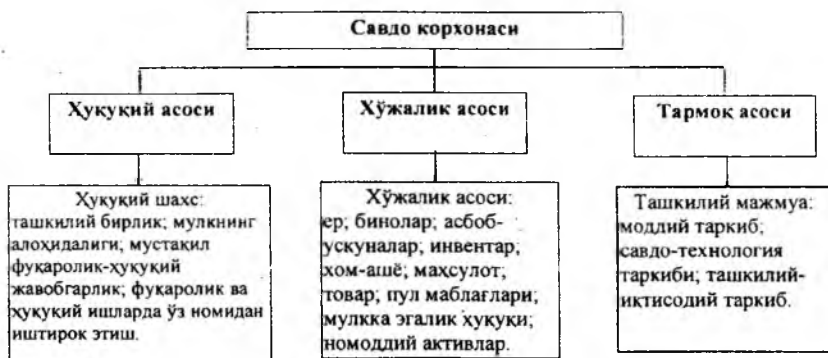 Савдо корхонаси
Ҳуқуқий асоси
Хўжалик асоси
Тармоқ асоси
Ҳуқуқий шахс:
ташкилий бирлик; мулкнинг
алоҳидалиги; мустақил
фуқаролик-ҳуқуқий
жавобгарлик; фуқаролик ва
ҳуқуқий ишларда ўз номидан
иштирок этиш.
Хўжалик асоси:
ер; бинолар; асбоб-
ускуналар; инвентар,
хом-ашё; маҳсулот;
товар; пул маблағлари;
мулкка эгалик ҳуқуқи;
номоддий активлар.
Ташкилий мажмуа:
моддий таркиб;
савдо-технология
таркиби; ташкилий-
иқтисодий таркиб.